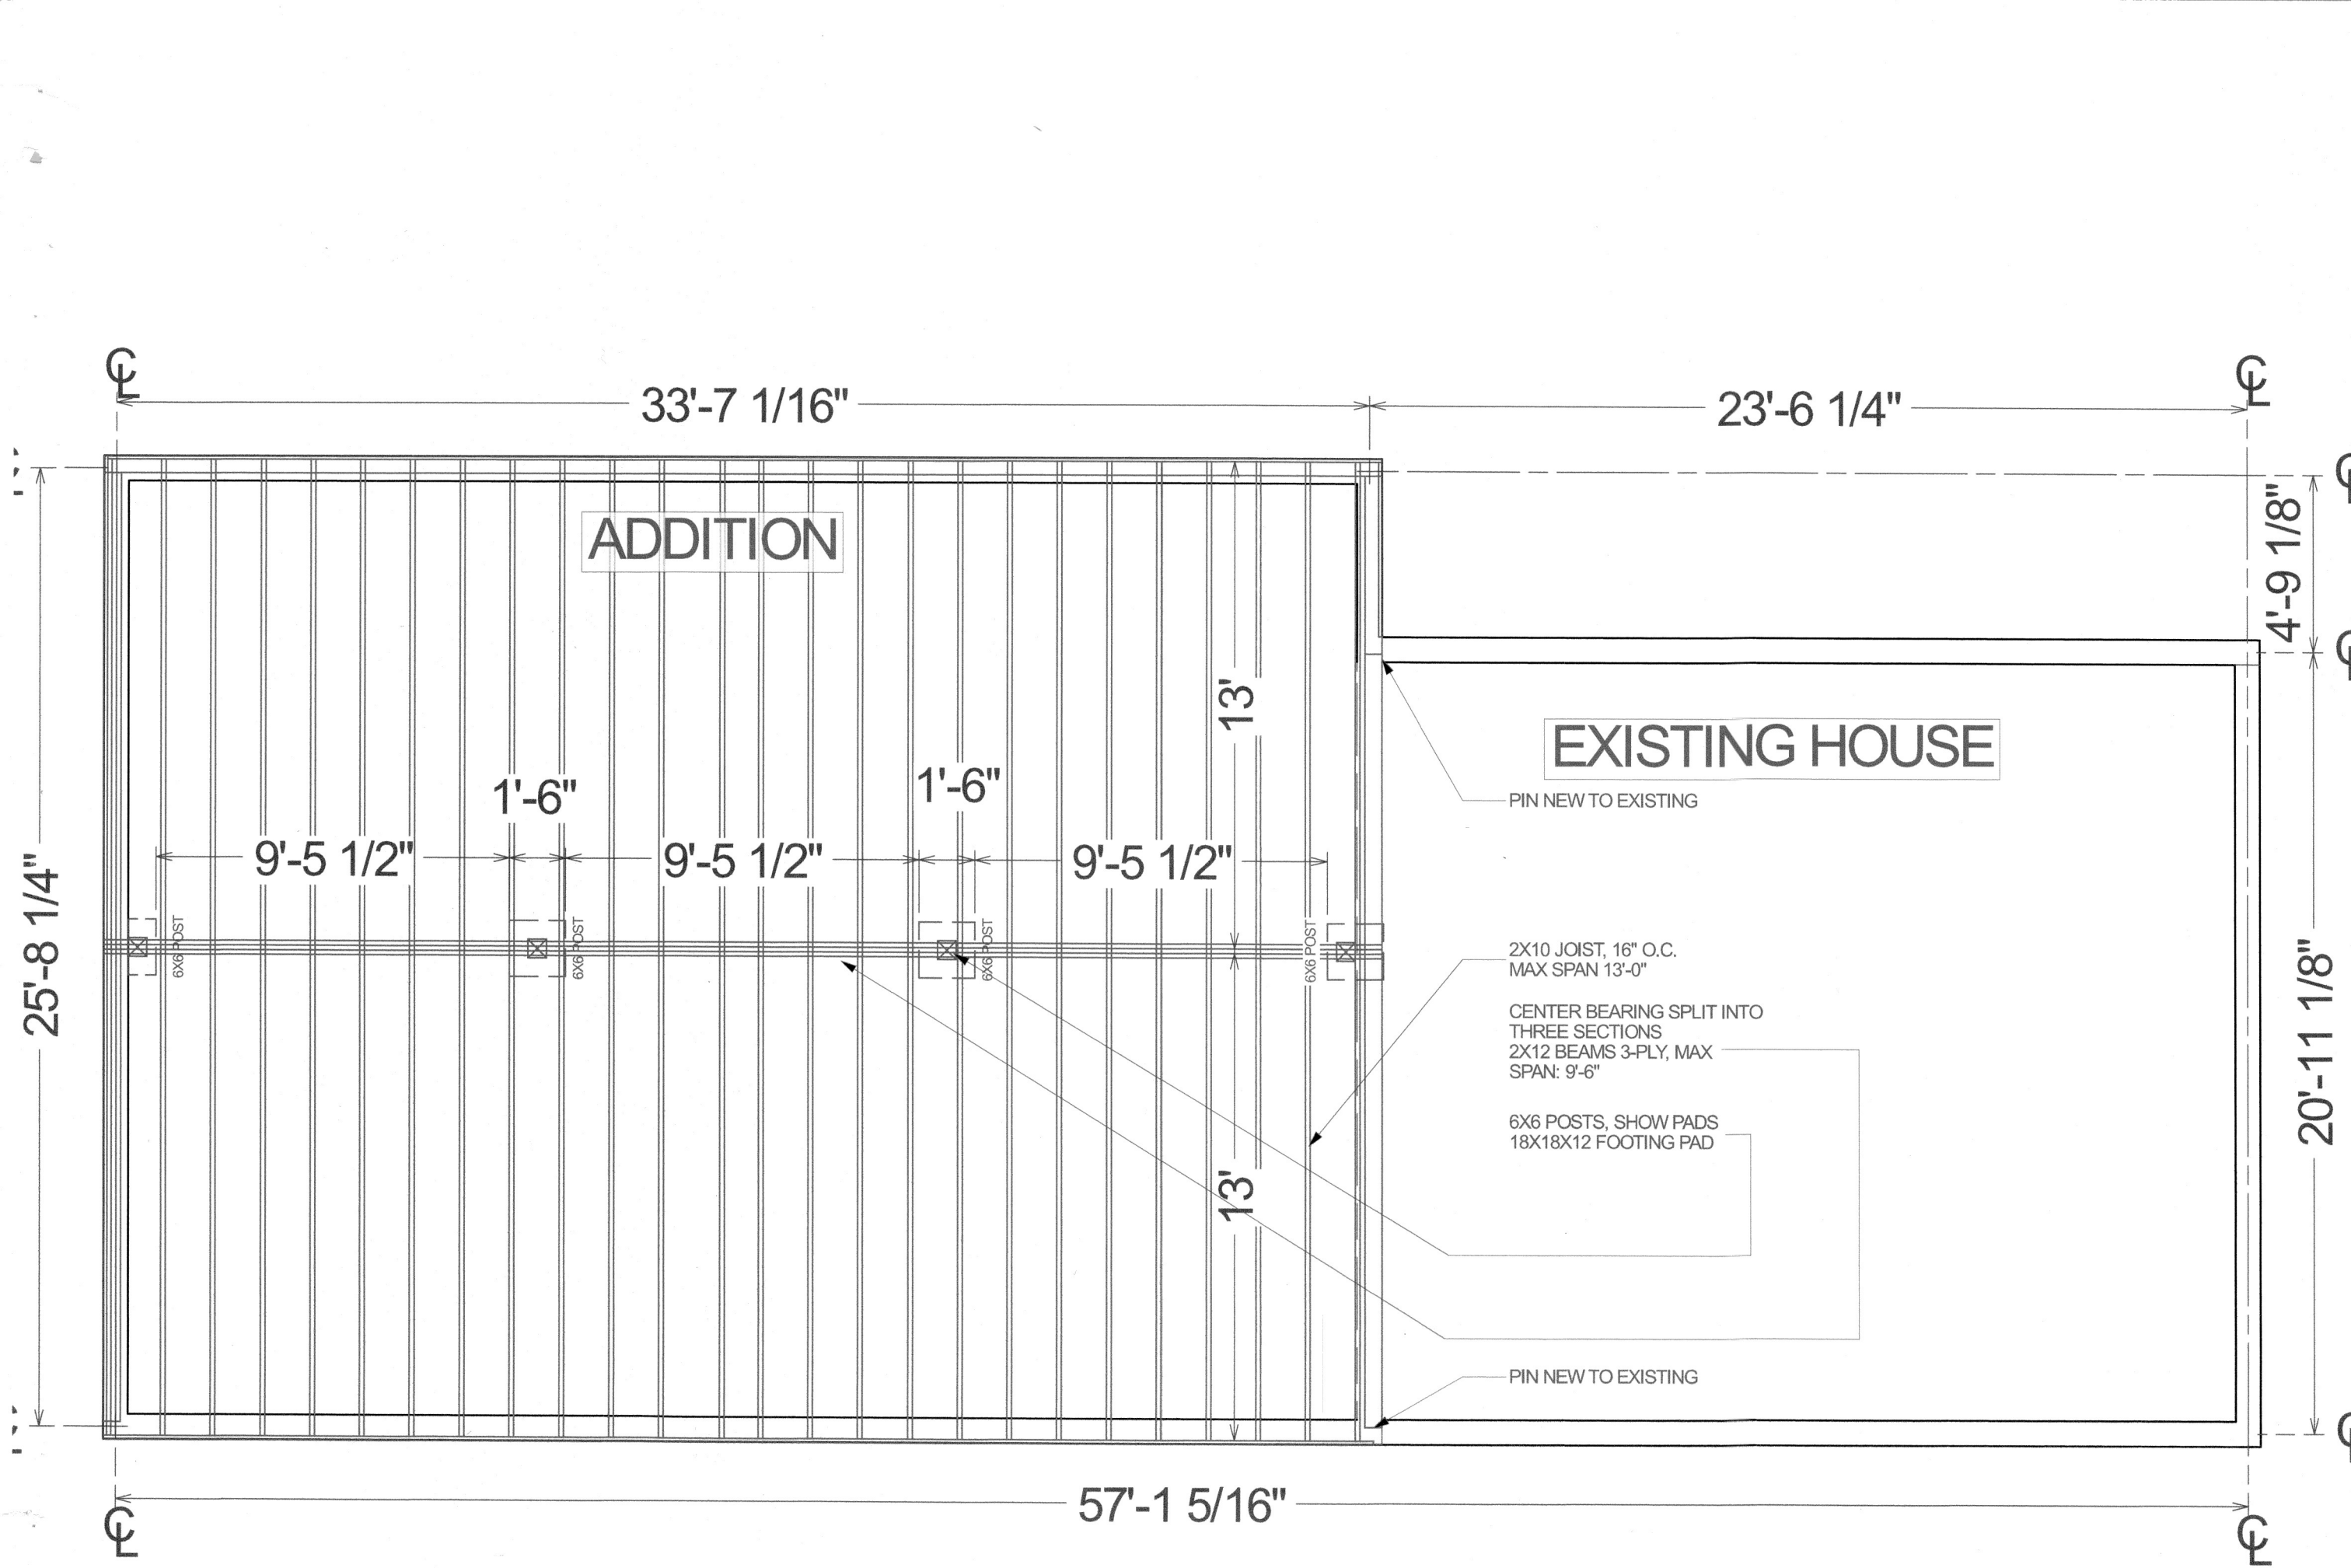 ℄
℄
33'-7 1/16"
23'-6 1/4"
ADDITION
4'-9 1/8"
13'
EXISTING HOUSE
1'-6"
1'-6"
PIN NEW TO EXISTING
9'-5 1/2"
9'-5 1/2"
9'-5 1/2"
25'-8 1/4"
6X6 POST
6X6 POST
6X6 POST
6X6 POST
2X10 JOIST, 16" O.C.
MAX SPAN 13'-0"
CENTER BEARING SPLIT INTO
THREE SECTIONS
2X12 BEAMS 3-PLY, MAX
SPAN: 9'-6"
20'-11 1/8"
6X6 POSTS, SHOW PADS
18X18X12 FOOTING PAD
13'
PIN NEW TO EXISTING
57'-1 5/16"
℄
℄